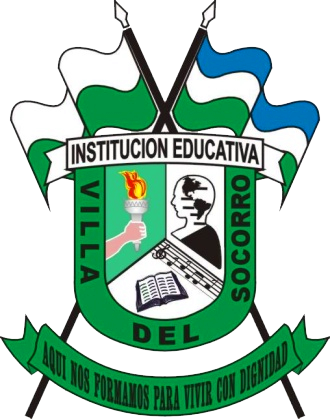 INSTITUCION EDUCATIVA
VILLA
DEL
SOCORRO
AQUI NOS FORMAMOS PARA VIVIR CON DIGNIDAD